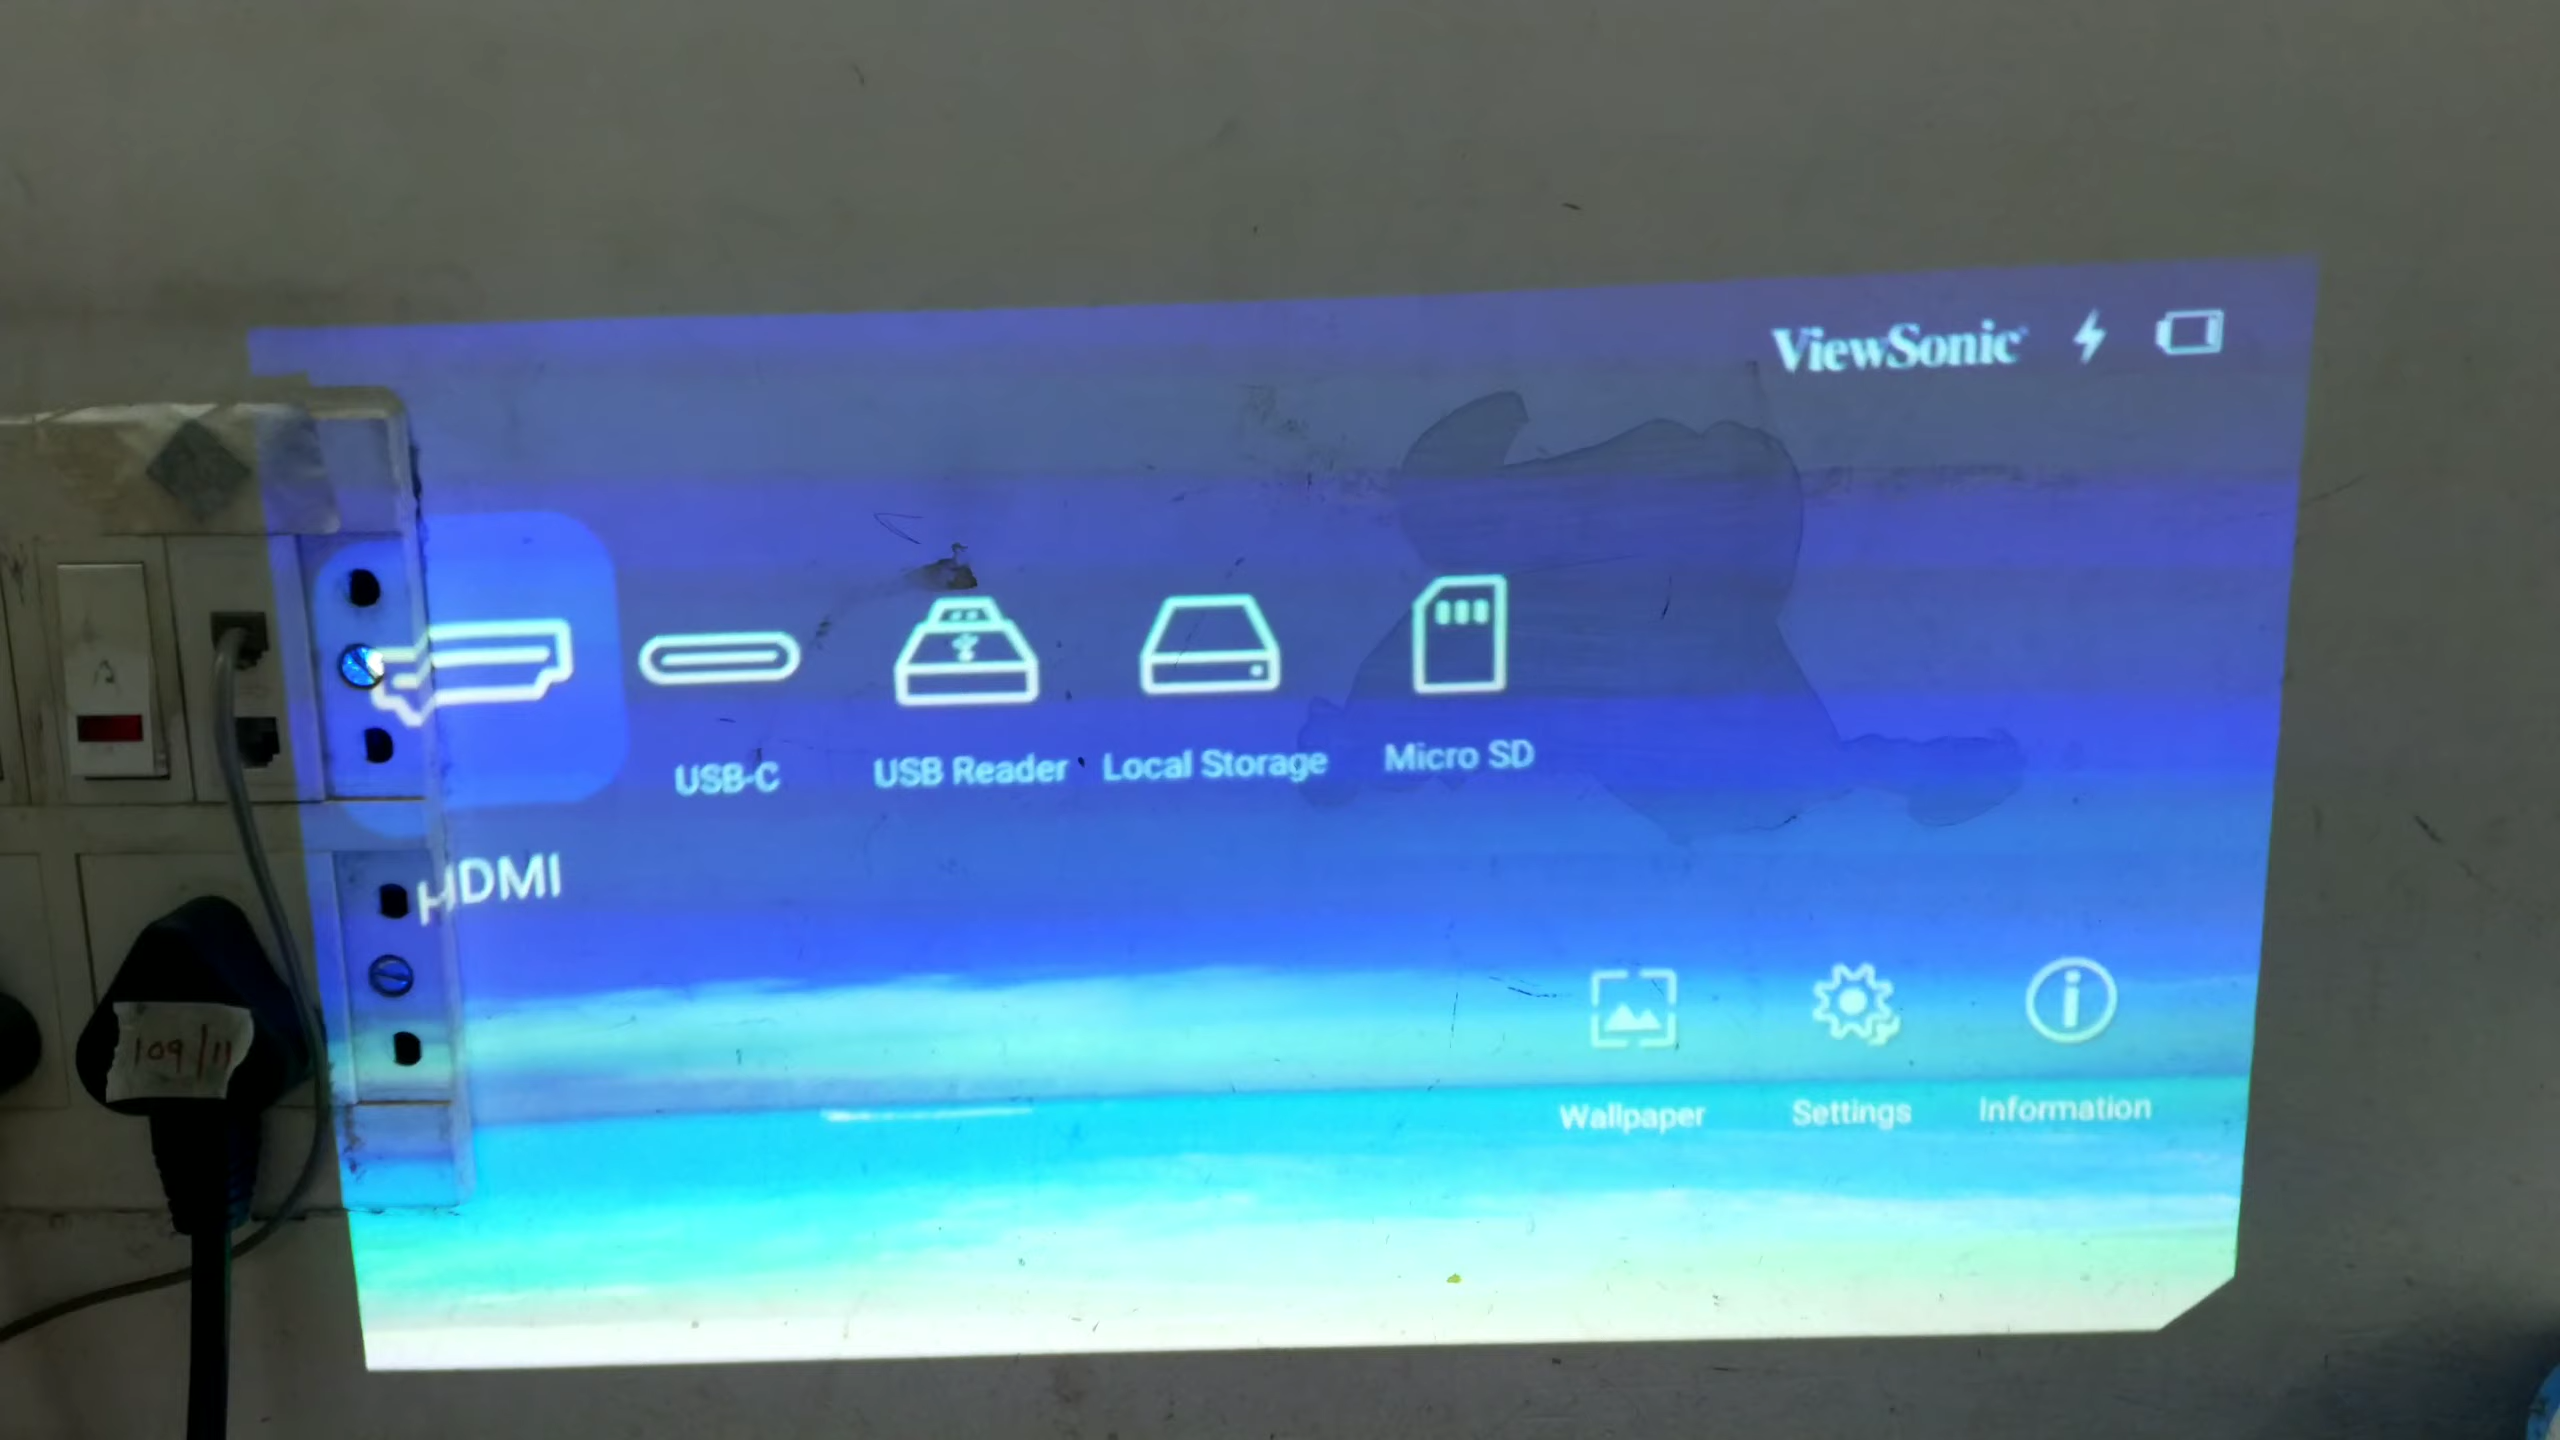 ViewSonic
USB-C
USB Reader
Local Storage
Micro SD
HDMI
109/11
Wallpaper
Settings
Information